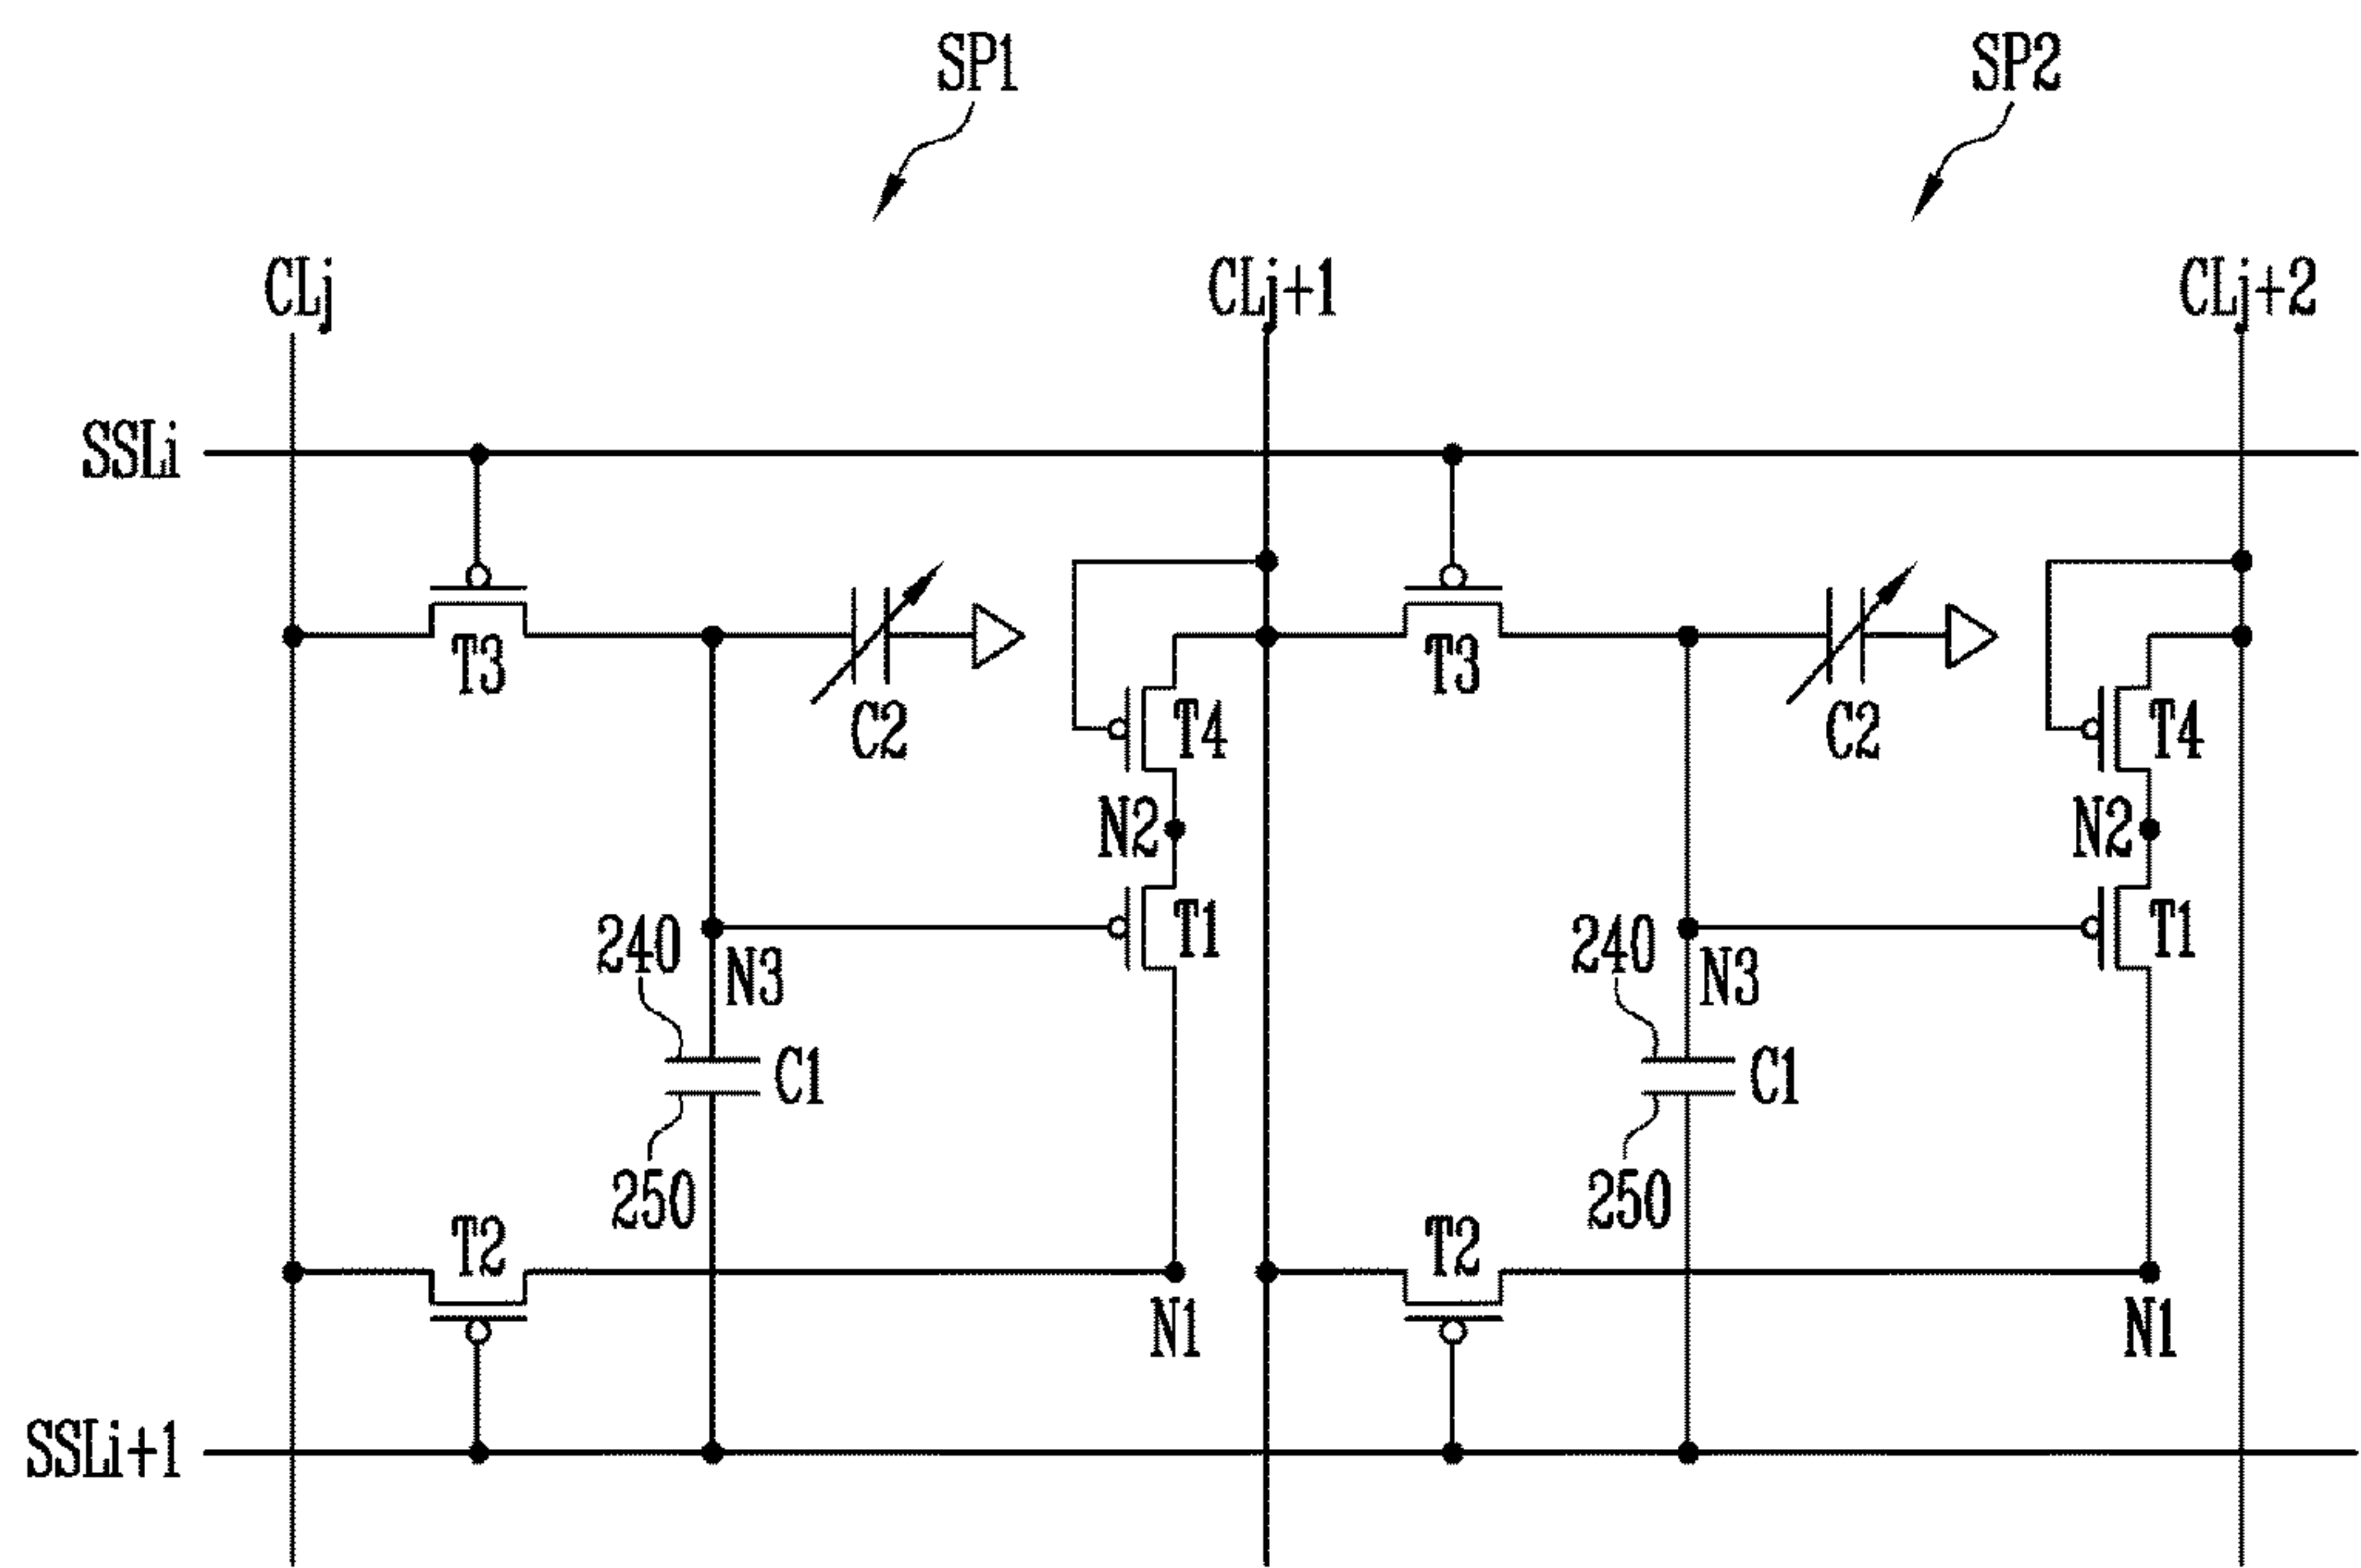 SP1 SP2
CLj CLj+1 CLj+2
SSLi
T3 C2 T4 T3 C2 T4
N2 N2
240 N3 T1 240 N3 T1
C1 C1
250 250
T2 N1 T2 N1
SSLi+1